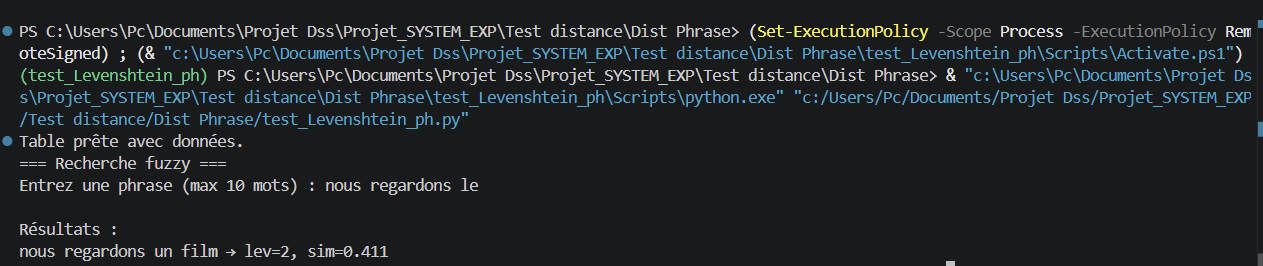 PS C:\Users\Pc\Documents\Projet Dss\Projet_SYSTEM_EXP\Test distance\Dist Phrase> (Set-ExecutionPolicy -Scope Process -ExecutionPolicy Rem
oteSigned) ; (& "c:\Users\Pc\Documents\Projet Dss\Projet_SYSTEM_EXP\Test distance\Dist Phrase\test_Levenshtein_ph\Scripts\Activate.ps1")
(test_Levenshtein_ph) PS C:\Users\Pc\Documents\Projet Dss\Projet_SYSTEM_EXP\Test distance\Dist Phrase> & "c:\Users\Pc\Documents\Projet Ds
s\Projet_SYSTEM_EXP\Test distance\Dist Phrase\test_Levenshtein_ph\Scripts\python.exe" "c:/Users/Pc/Documents/Projet Dss/Projet_SYSTEM_EXP
/Test distance/Dist Phrase/test_Levenshtein_ph.py"
Table prête avec données.
=== Recherche fuzzy ===
Entrez une phrase (max 10 mots) : nous regardons le
Résultats :
nous regardons un film → lev=2, sim=0.411